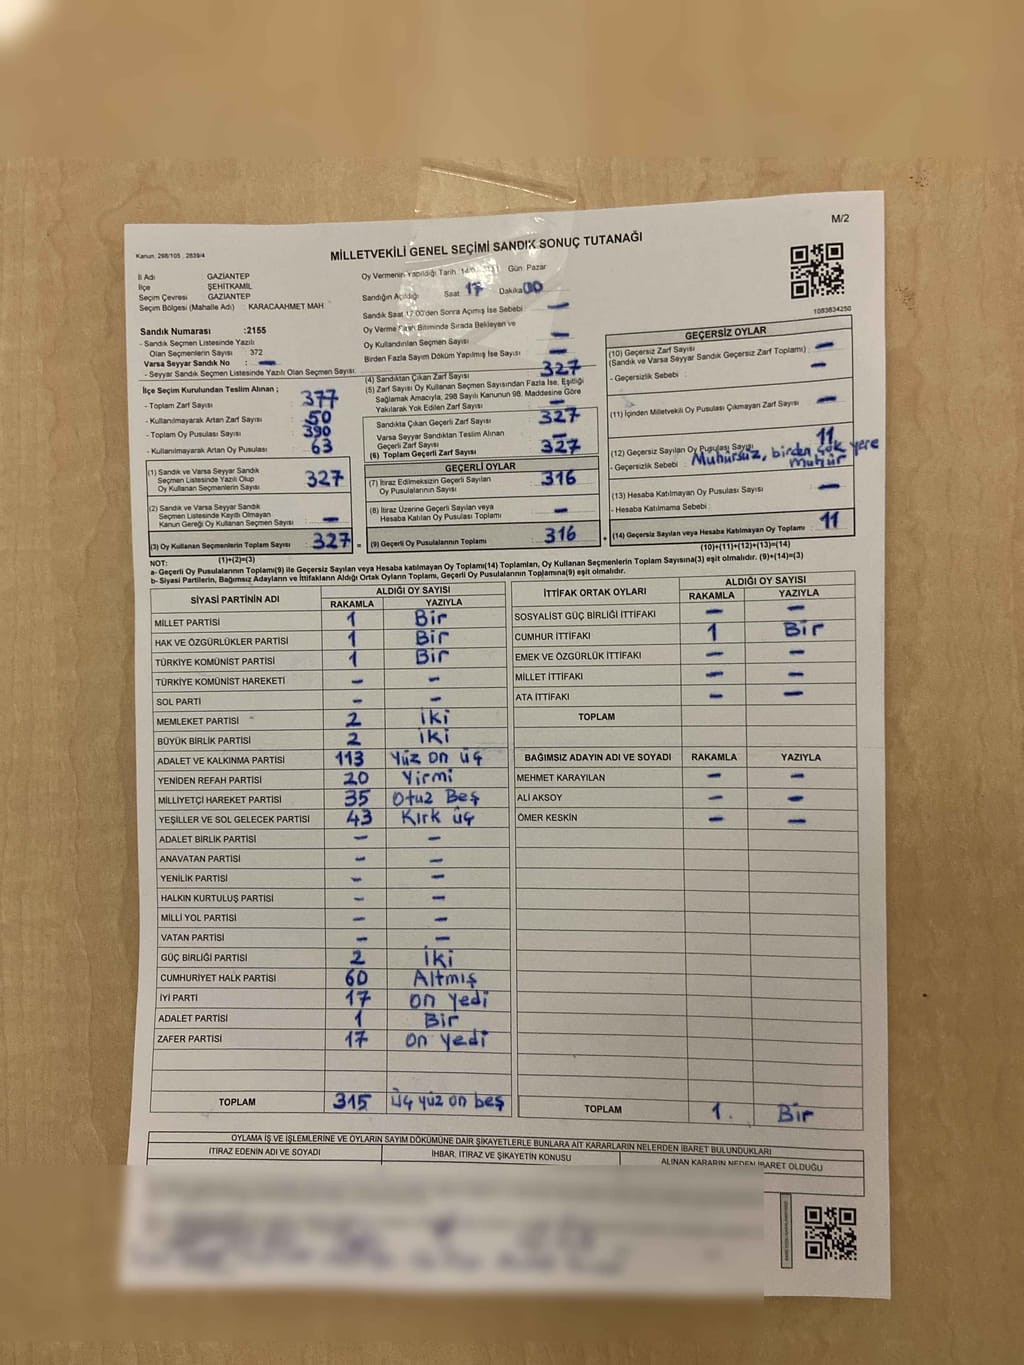 M/2
Kanun: 298/105 ; 2839/4
MİLLETVEKİLİ GENEL SEÇİMİ SANDIK SONUÇ TUTANAĞI
İl Adı GAZİANTEP
İlçe ŞEHİTKAMİL
Seçim Çevresi GAZİANTEP
Seçim Bölgesi (Mahalle Adı) : KARACAAHMET MAH.
Sandık Numarası :2155
- Sandık Seçmen Listesinde Yazılı
Olan Seçmenlerin Sayısı : 372
Varsa Seyyar Sandık No : –
- Seyyar Sandık Seçmen Listesinde Yazılı Olan Seçmen Sayısı:
Oy Vermenin Yapıldığı Tarih Gün: Pazar
Sandığın Açıldığı Saat 17 Dakika 00
Sandık Saat 17:00'den Sonra Açımış İse Sebebi : –
Oy Verme Bitiminde Sırada Bekleyen ve
Oy Kullandırılan Seçmen Sayısı –
Birden Fazla Sayım Döküm Yapılmış İse Sayısı –
1083834250
İlçe Seçim Kurulundan Teslim Alınan ;
- Toplam Zarf Sayısı 377
- Kullanılmayarak Artan Zarf Sayısı 50
- Toplam Oy Pusulası Sayısı 390
- Kullanılmayarak Artan Oy Pusulası 63
(1) Sandık ve Varsa Seyyar Sandık
Seçmen Listesinde Yazılı Olup
Oy Kullanan Seçmenlerin Sayısı 327
(2) Sandık ve Varsa Seyyar Sandık
Seçmen Listesinde Kayıtlı Olmayan
Kanun Gereği Oy Kullanan Seçmen Sayısı –
(3) Oy Kullanan Seçmenlerin Toplam Sayısı 327 =
(4) Sandıktan Çıkan Zarf Sayısı 327
(5) Zarf Sayısı Oy Kullanan Seçmen Sayısından Fazla İse, Eşitliği
Sağlamak Amacıyla, 298 Sayılı Kanunun 98. Maddesine Göre
Yakılarak Yok Edilen Zarf Sayısı –
Sandıkta Çıkan Geçerli Zarf Sayısı 327
Varsa Seyyar Sandıktan Teslim Alınan
Geçerli Zarf Sayısı –
(6) Toplam Geçerli Zarf Sayısı 327
GEÇERLİ OYLAR
(7) İtiraz Edilmeksizin Geçerli Sayılan
Oy Pusulalarının Sayısı 316
(8) İtiraz Üzerine Geçerli Sayılan veya
Hesaba Katılan Oy Pusulası Toplamı –
(9) Geçerli Oy Pusulalarının Toplamı : 316 +
GEÇERSİZ OYLAR
(10) Geçersiz Zarf Sayısı –
(Sandık ve Varsa Seyyar Sandık Geçersiz Zarf Toplamı) :
- Geçersizlik Sebebi : –
(11) İçinden Milletvekili Oy Pusulası Çıkmayan Zarf Sayısı –
(12) Geçersiz Sayılan Oy Pusulası Sayısı 11
- Geçersizlik Sebebi : Mühürsüz, birden çok yere
mühür
(13) Hesaba Katılmayan Oy Pusulası Sayısı –
- Hesaba Katılmama Sebebi :
(14) Geçersiz Sayılan veya Hesaba Katılmayan Oy Toplamı 11
(1)+(2)=(3)
(10)+(11)+(12)+(13)=(14)
NOT:
a- Geçerli Oy Pusulalarının Toplamı(9) ile Geçersiz Sayılan veya Hesaba katılmayan Oy Toplamı(14) Toplamları, Oy Kullanan Seçmenlerin Toplam Sayısına(3) eşit olmalıdır. (9)+(14)=(3)
b- Siyasi Partilerin, Bağımsız Adayların ve İttifakların Aldığı Ortak Oyların Toplamı, Geçerli Oy Pusulalarının Toplamına(9) eşit olmalıdır.
SİYASİ PARTİNİN ADI ALDIĞI OY SAYISI
RAKAMLA YAZIYLA
MİLLET PARTİSİ 1 Bir
HAK VE ÖZGÜRLÜKLER PARTİSİ 1 Bir
TÜRKİYE KOMÜNİST PARTİSİ 1 Bir
TÜRKİYE KOMÜNİST HAREKETİ – –
SOL PARTİ – –
MEMLEKET PARTİSİ 2 iki
BÜYÜK BİRLİK PARTİSİ 2 iki
ADALET VE KALKINMA PARTİSİ 113 Yüz on üç
YENİDEN REFAH PARTİSİ 20 Yirmi
MİLLİYETÇİ HAREKET PARTİSİ 35 Otuz Beş
YEŞİLLER VE SOL GELECEK PARTİSİ 43 Kırk üç
ADALET BİRLİK PARTİSİ – –
ANAVATAN PARTİSİ – –
YENİLİK PARTİSİ – –
HALKIN KURTULUŞ PARTİSİ – –
MİLLİ YOL PARTİSİ – –
VATAN PARTİSİ – –
GÜÇ BİRLİĞİ PARTİSİ 2 iki
CUMHURİYET HALK PARTİSİ 60 Altmış
İYİ PARTİ 17 on yedi
ADALET PARTİSİ 1 Bir
ZAFER PARTİSİ 17 on yedi
TOPLAM 315 üç yüz on beş
İTTİFAK ORTAK OYLARI ALDIĞI OY SAYISI
RAKAMLA YAZIYLA
SOSYALİST GÜÇ BİRLİĞİ İTTİFAKI – –
CUMHUR İTTİFAKI 1 Bir
EMEK VE ÖZGÜRLÜK İTTİFAKI – –
MİLLET İTTİFAKI – –
ATA İTTİFAKI – –
TOPLAM
BAĞIMSIZ ADAYIN ADI VE SOYADI RAKAMLA YAZIYLA
MEHMET KARAYILAN – –
ALİ AKSOY – –
ÖMER KESKİN – –
TOPLAM 1. Bir
OYLAMA İŞ VE İŞLEMLERİNE VE OYLARIN SAYIM DÖKÜMÜNE DAİR ŞİKAYETLERLE BUNLARA AİT KARARLARIN NELERDEN İBARET BULUNDUKLARI
İTİRAZ EDENİN ADI VE SOYADI İHBAR, İTİRAZ VE ŞİKAYETİN KONUSU ALINAN KARARIN NEDEN İBARET OLDUĞU